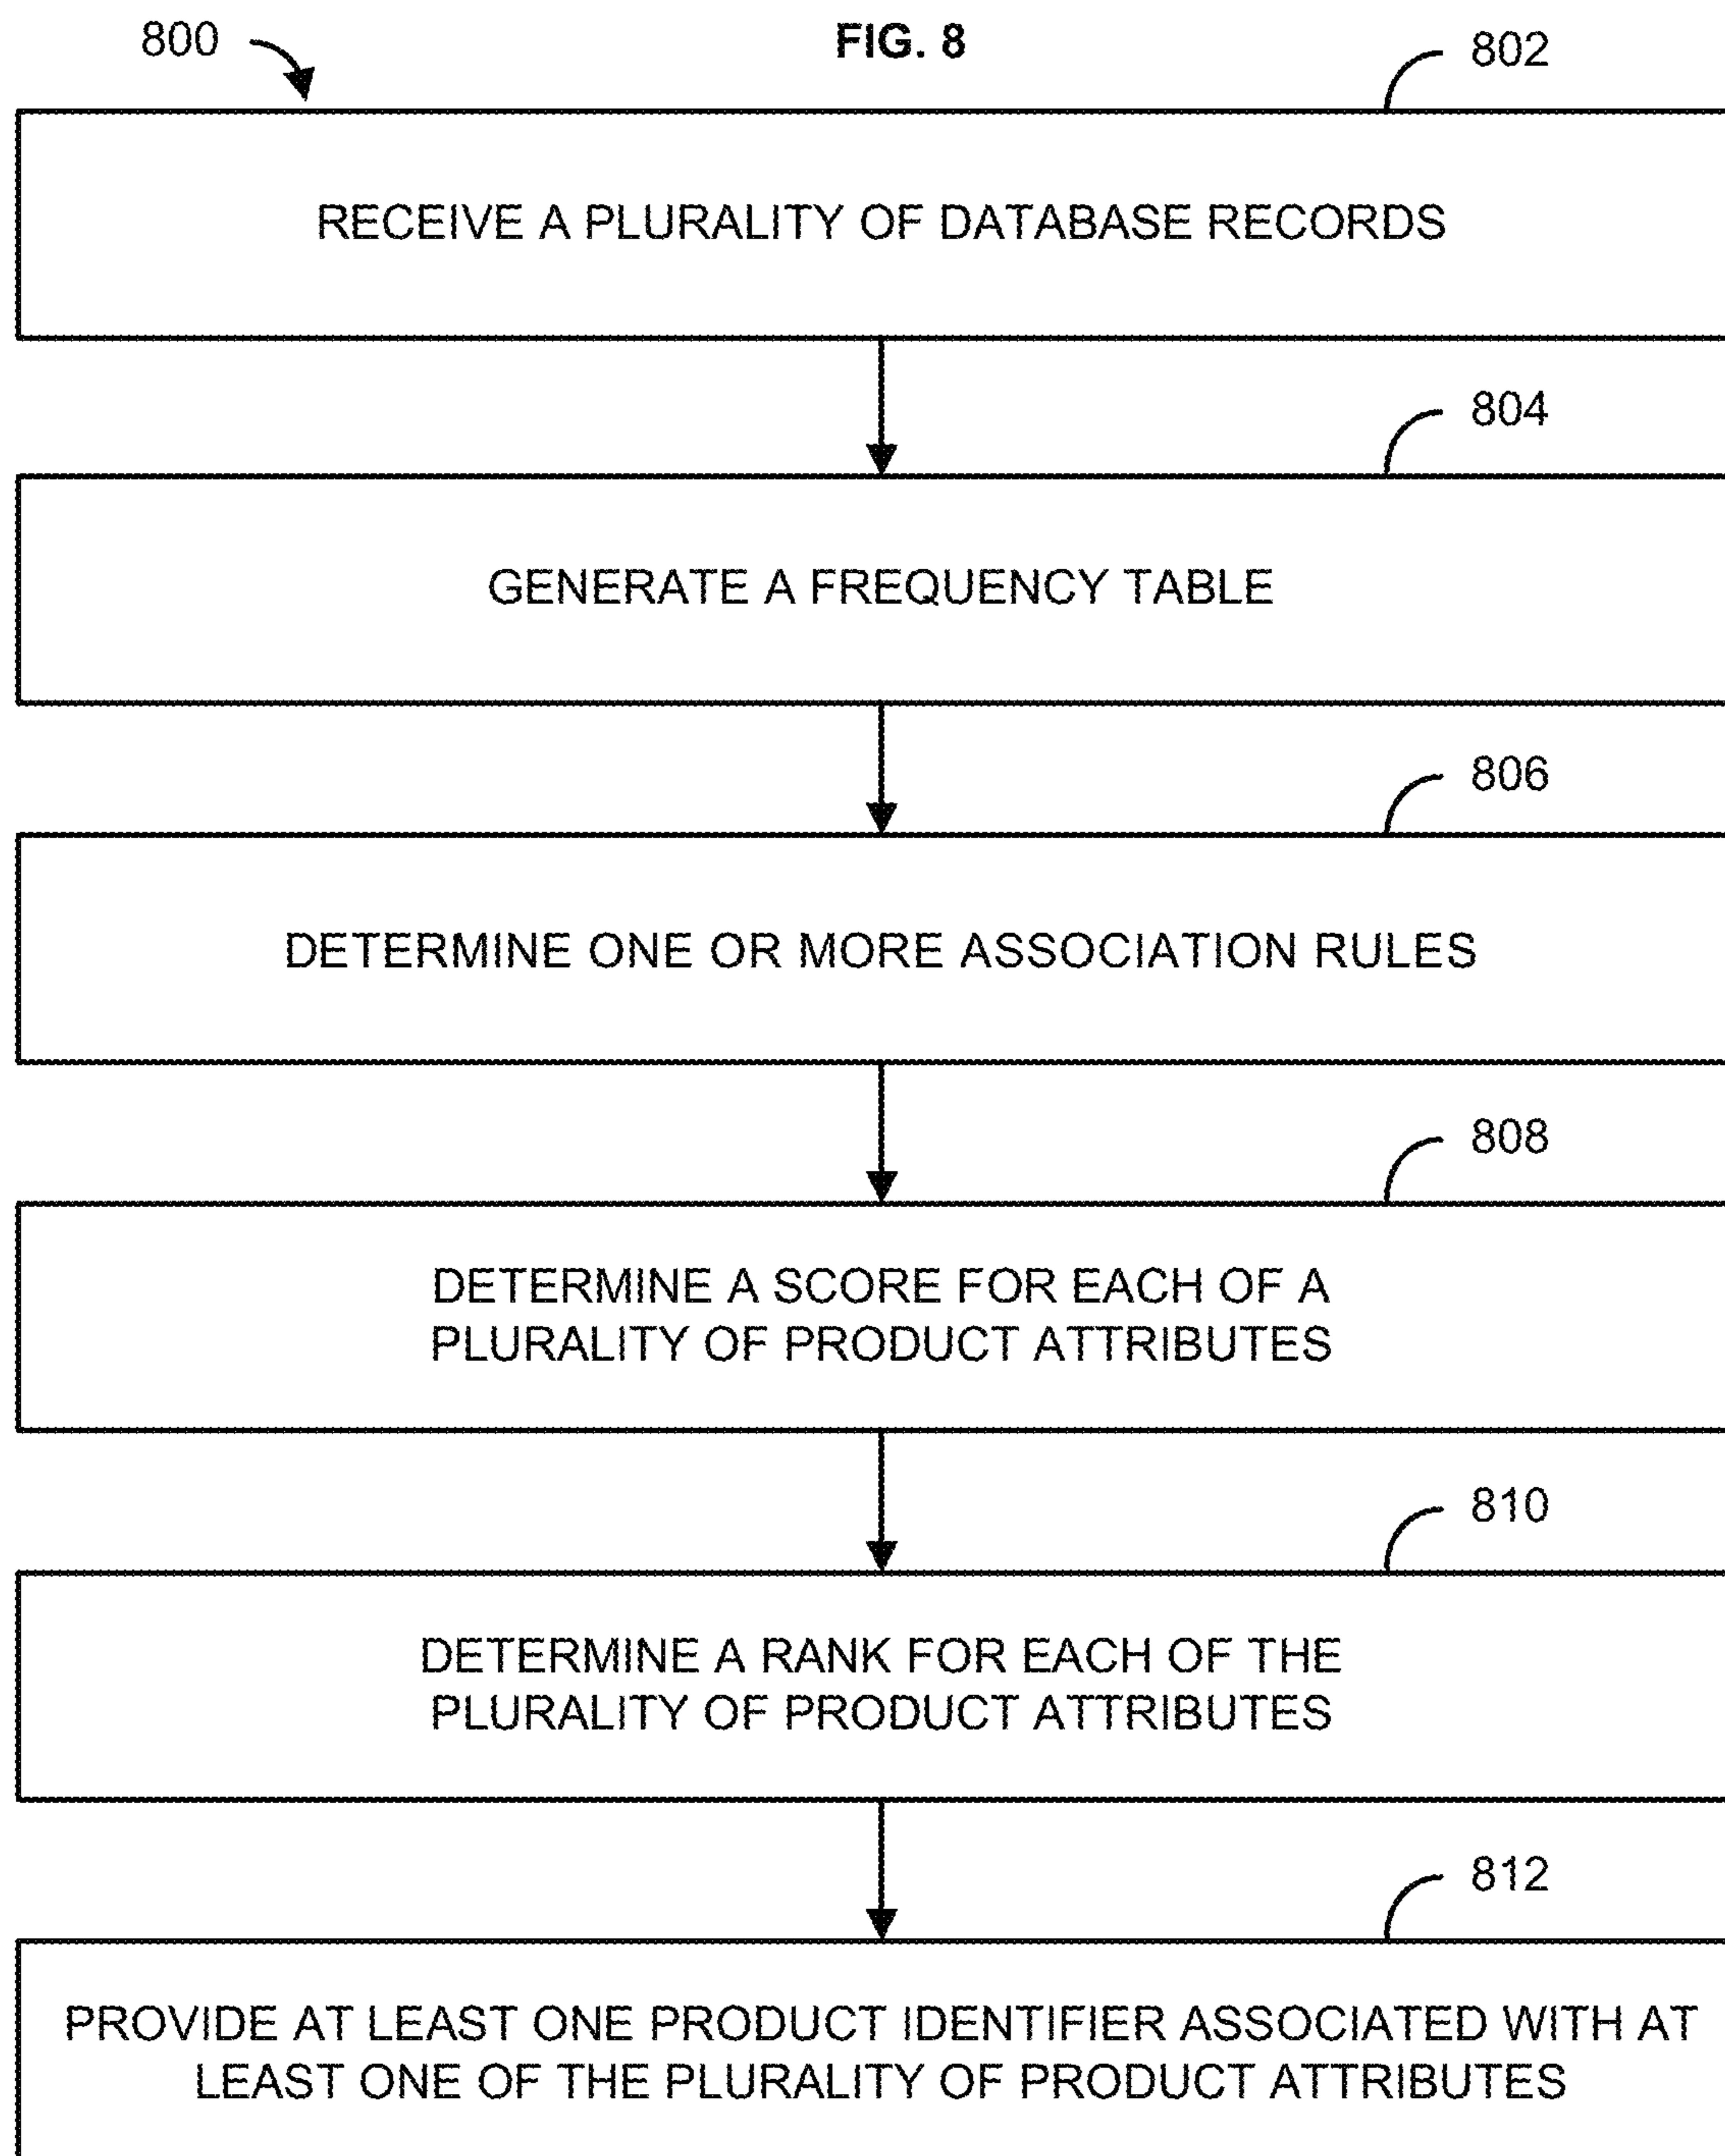 800
FIG. 8
802
RECEIVE A PLURALITY OF DATABASE RECORDS
804
GENERATE A FREQUENCY TABLE
806
DETERMINE ONE OR MORE ASSOCIATION RULES
808
DETERMINE A SCORE FOR EACH OF A
PLURALITY OF PRODUCT ATTRIBUTES
810
DETERMINE A RANK FOR EACH OF THE
PLURALITY OF PRODUCT ATTRIBUTES
812
PROVIDE AT LEAST ONE PRODUCT IDENTIFIER ASSOCIATED WITH AT
LEAST ONE OF THE PLURALITY OF PRODUCT ATTRIBUTES